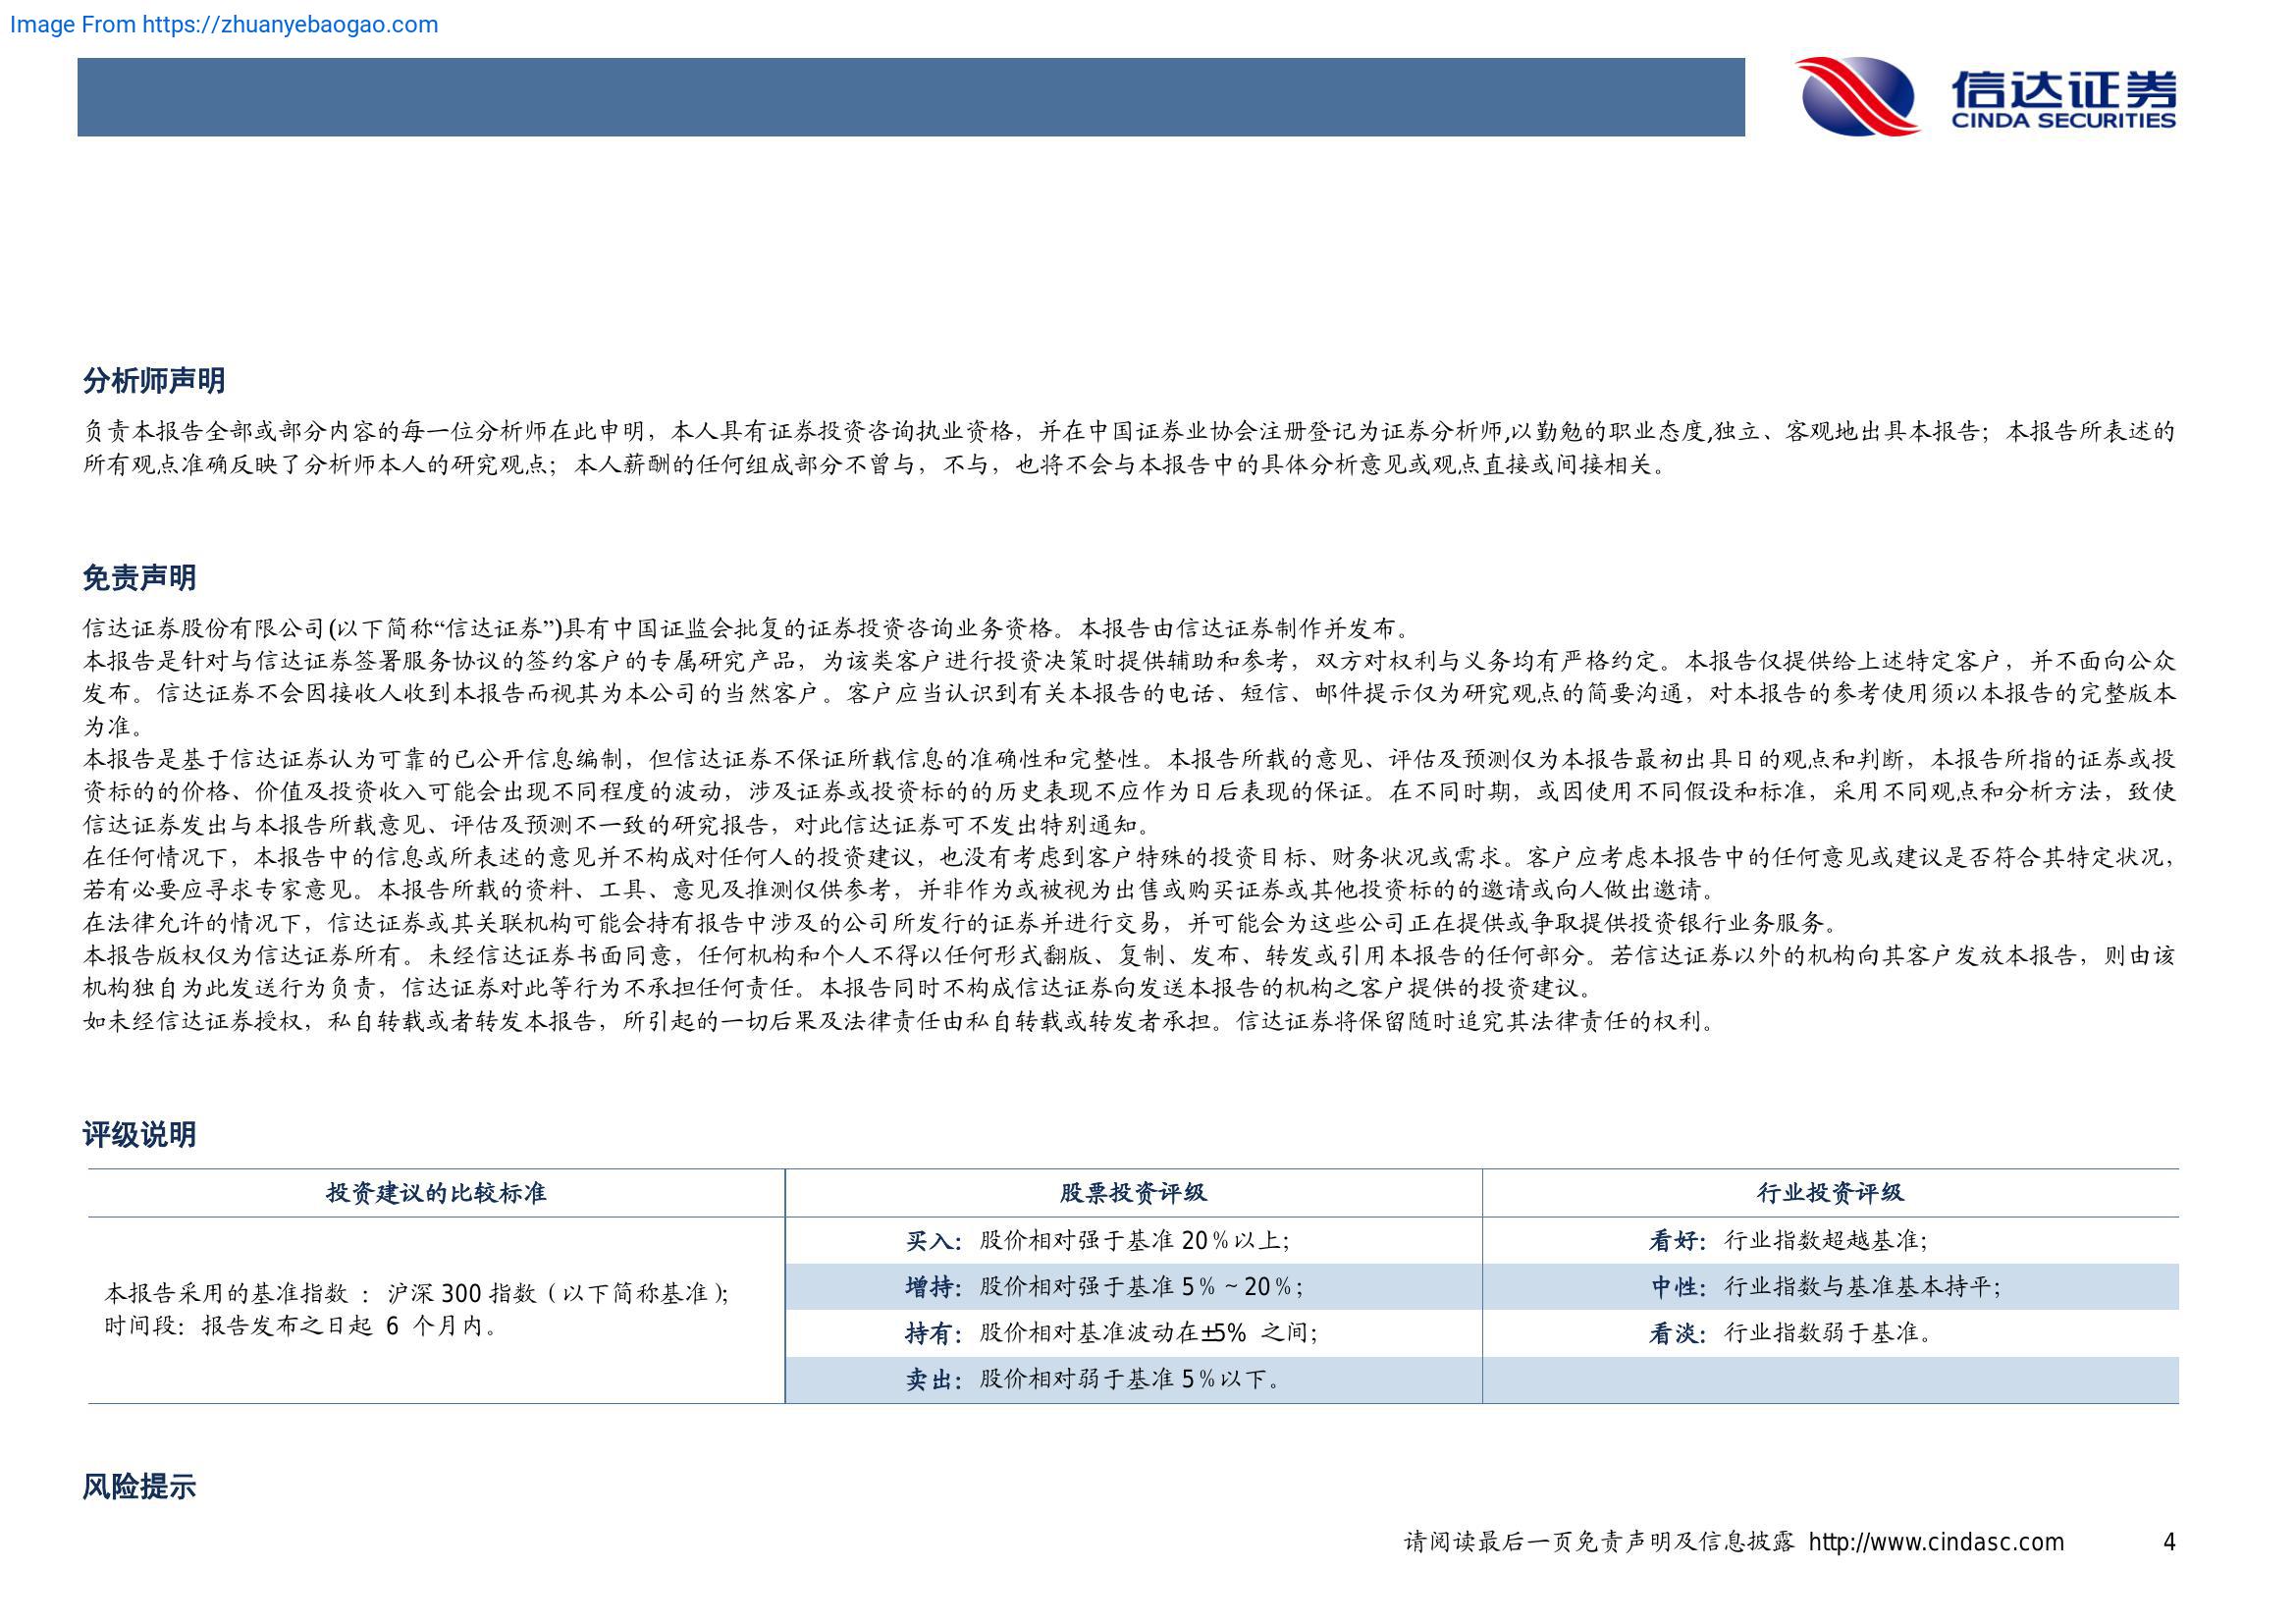 Image From https://zhuanyebaogao.com
信达证券
CINDA SECURITIES
分析师声明
负责本报告全部或部分内容的每一位分析师在此申明，本人具有证券投资咨询执业资格，并在中国证券业协会注册登记为证券分析师,以勤勉的职业态度,独立、客观地出具本报告；本报告所表述的
所有观点准确反映了分析师本人的研究观点；本人薪酬的任何组成部分不曾与，不与，也将不会与本报告中的具体分析意见或观点直接或间接相关。
免责声明
信达证券股份有限公司(以下简称“信达证券”)具有中国证监会批复的证券投资咨询业务资格。本报告由信达证券制作并发布。
本报告是针对与信达证券签署服务协议的签约客户的专属研究产品，为该类客户进行投资决策时提供辅助和参考，双方对权利与义务均有严格约定。本报告仅提供给上述特定客户，并不面向公众
发布。信达证券不会因接收人收到本报告而视其为本公司的当然客户。客户应当认识到有关本报告的电话、短信、邮件提示仅为研究观点的简要沟通，对本报告的参考使用须以本报告的完整版本
为准。
本报告是基于信达证券认为可靠的已公开信息编制，但信达证券不保证所载信息的准确性和完整性。本报告所载的意见、评估及预测仅为本报告最初出具日的观点和判断，本报告所指的证券或投
资标的的价格、价值及投资收入可能会出现不同程度的波动，涉及证券或投资标的的历史表现不应作为日后表现的保证。在不同时期，或因使用不同假设和标准，采用不同观点和分析方法，致使
信达证券发出与本报告所载意见、评估及预测不一致的研究报告，对此信达证券可不发出特别通知。
在任何情况下，本报告中的信息或所表述的意见并不构成对任何人的投资建议，也没有考虑到客户特殊的投资目标、财务状况或需求。客户应考虑本报告中的任何意见或建议是否符合其特定状况，
若有必要应寻求专家意见。本报告所载的资料、工具、意见及推测仅供参考，并非作为或被视为出售或购买证券或其他投资标的的邀请或向人做出邀请。
在法律允许的情况下，信达证券或其关联机构可能会持有报告中涉及的公司所发行的证券并进行交易，并可能会为这些公司正在提供或争取提供投资银行业务服务。
本报告版权仅为信达证券所有。未经信达证券书面同意，任何机构和个人不得以任何形式翻版、复制、发布、转发或引用本报告的任何部分。若信达证券以外的机构向其客户发放本报告，则由该
机构独自为此发送行为负责，信达证券对此等行为不承担任何责任。本报告同时不构成信达证券向发送本报告的机构之客户提供的投资建议。
如未经信达证券授权，私自转载或者转发本报告，所引起的一切后果及法律责任由私自转载或转发者承担。信达证券将保留随时追究其法律责任的权利。
评级说明
投资建议的比较标准
股票投资评级
行业投资评级
本报告采用的基准指数 ：沪深 300 指数（以下简称基准）；
时间段：报告发布之日起 6 个月内。
买入：股价相对强于基准 20％以上；
看好：行业指数超越基准；
增持：股价相对强于基准 5％～20％；
中性：行业指数与基准基本持平；
持有：股价相对基准波动在±5% 之间；
看淡：行业指数弱于基准。
卖出：股价相对弱于基准 5％以下。
风险提示
请阅读最后一页免责声明及信息披露 http://www.cindasc.com 4